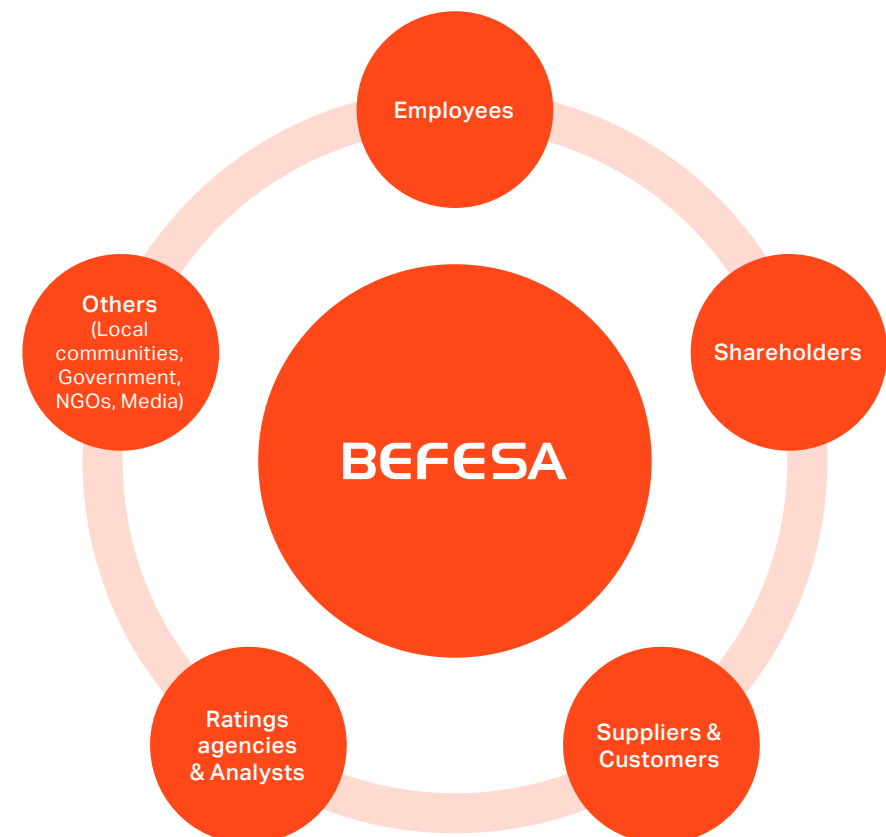 Employees
Others
(Local
communities,
Government,
NGOs, Media)
Shareholders
BEFESA
Ratings
agencies
& Analysts
Suppliers &
Customers